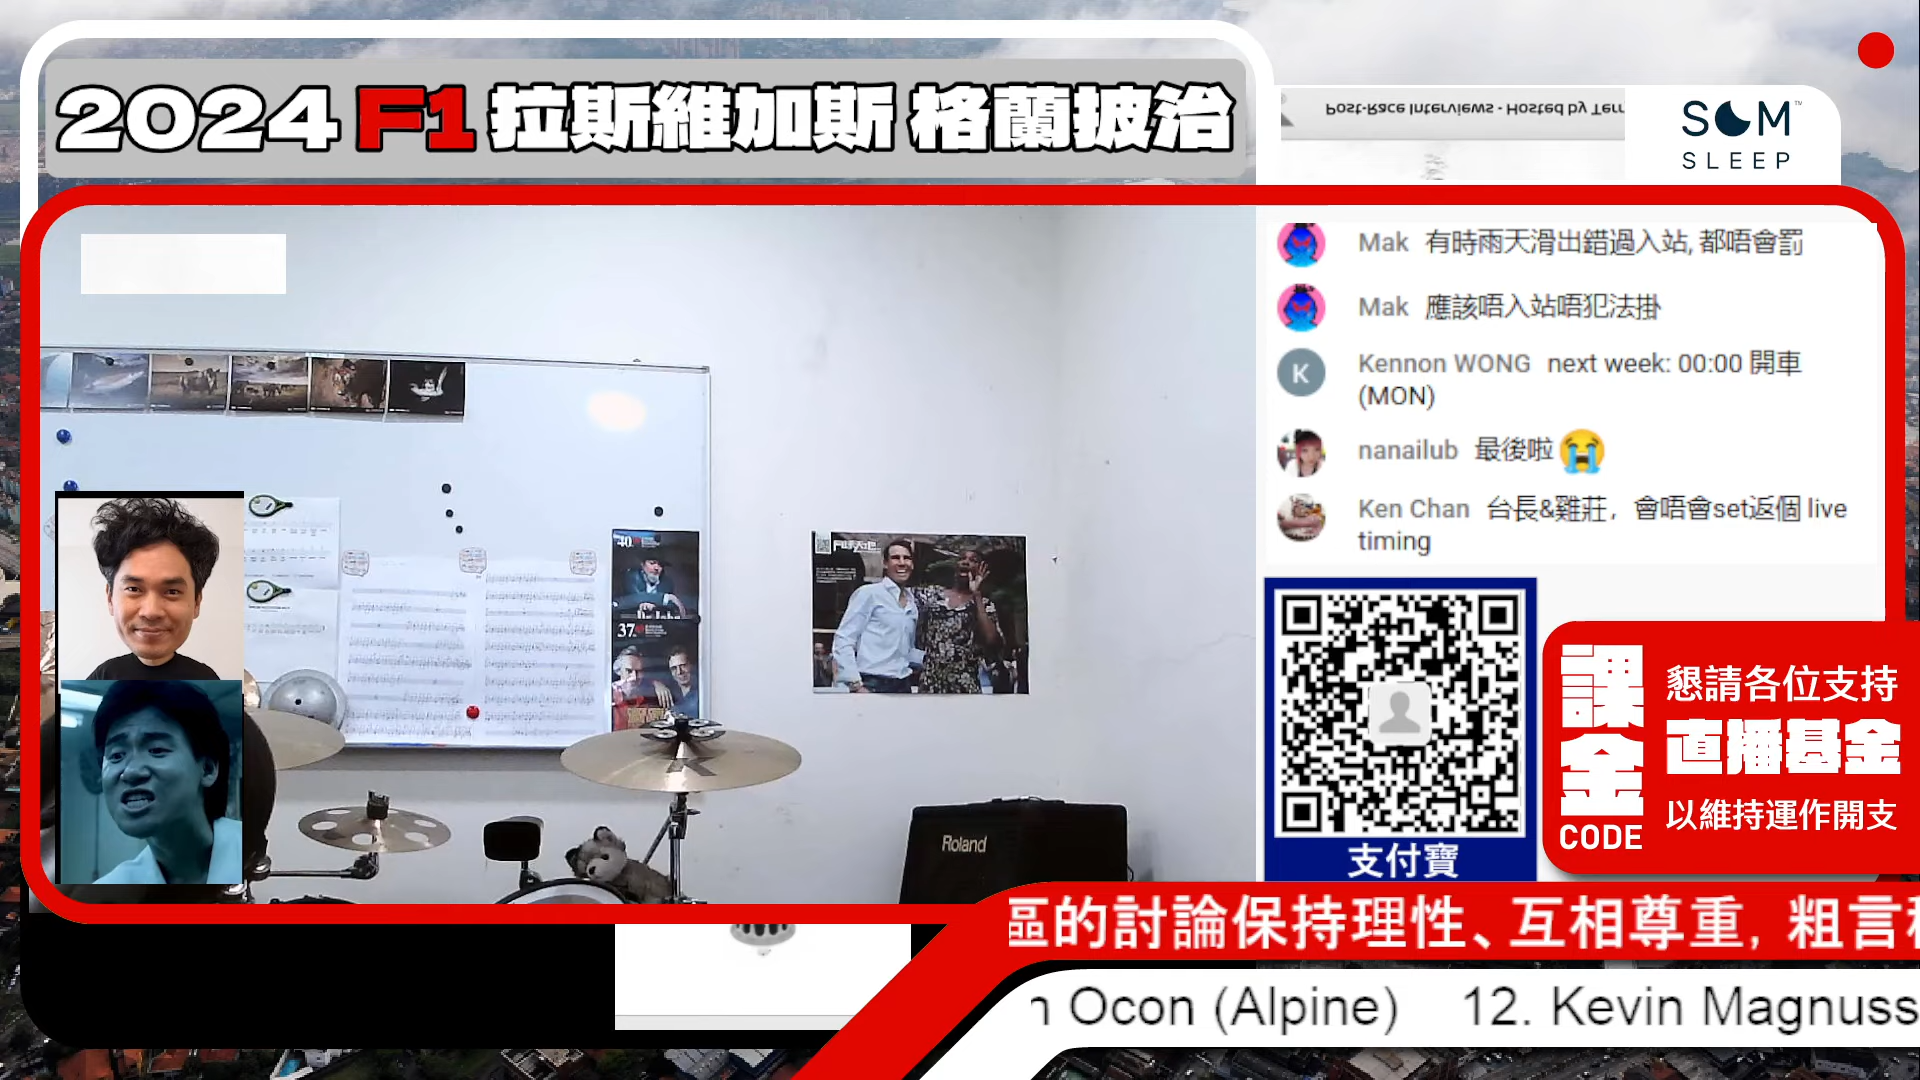 2024 F1 拉斯維加斯 格蘭披治
Post-Race Interviews - Hosted by Terr
SOM
SLEEP
Mak 有時雨天滑出錯過入站, 都唔會罰
Mak 應該唔入站唔犯法掛
K
Kennon WONG next week: 00:00 開車
(MON)
nanailub 最後啦
Ken Chan 台長&雞莊，會唔會set返個 live
timing
40
37
Roland
支付寶
課金
CODE
懇請各位支持
直播基金
以維持運作開支
區的討論保持理性、互相尊重，粗言
n Ocon (Alpine) 12. Kevin Magnuss